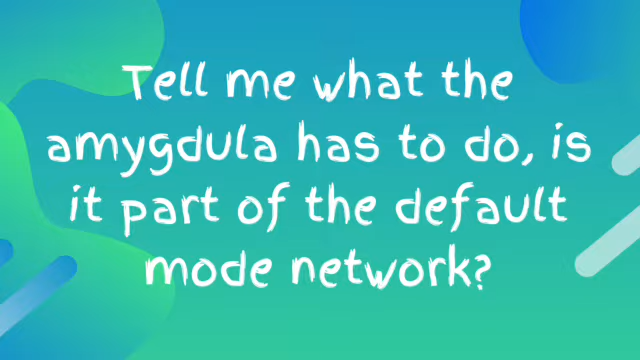 Tell me what the
amygdula has to do, is
it part of the default
mode network?